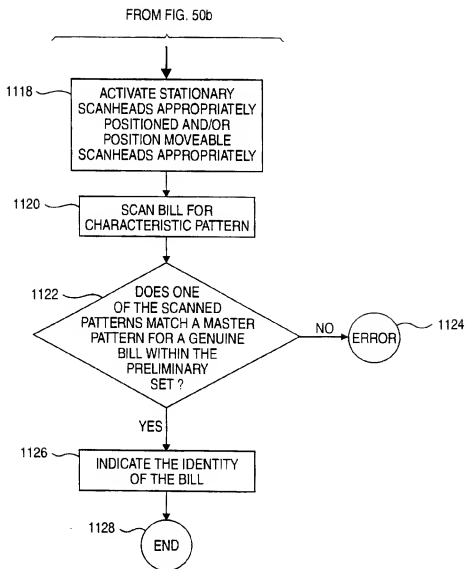 FROM FIG. 50b
1118
ACTIVATE STATIONARY
SCANHEADS APPROPRIATELY
POSITIONED AND/OR
POSITION MOVEABLE
SCANHEADS APPROPRIATELY
1120
SCAN BILL FOR
CHARACTERISTIC PATTERN
1122
DOES ONE
OF THE SCANNED
PATTERNS MATCH A MASTER
PATTERN FOR A GENUINE
BILL WITHIN THE
PRELIMINARY
SET ?
NO
ERROR
1124
YES
1126
INDICATE THE IDENTITY
OF THE BILL
1128
END